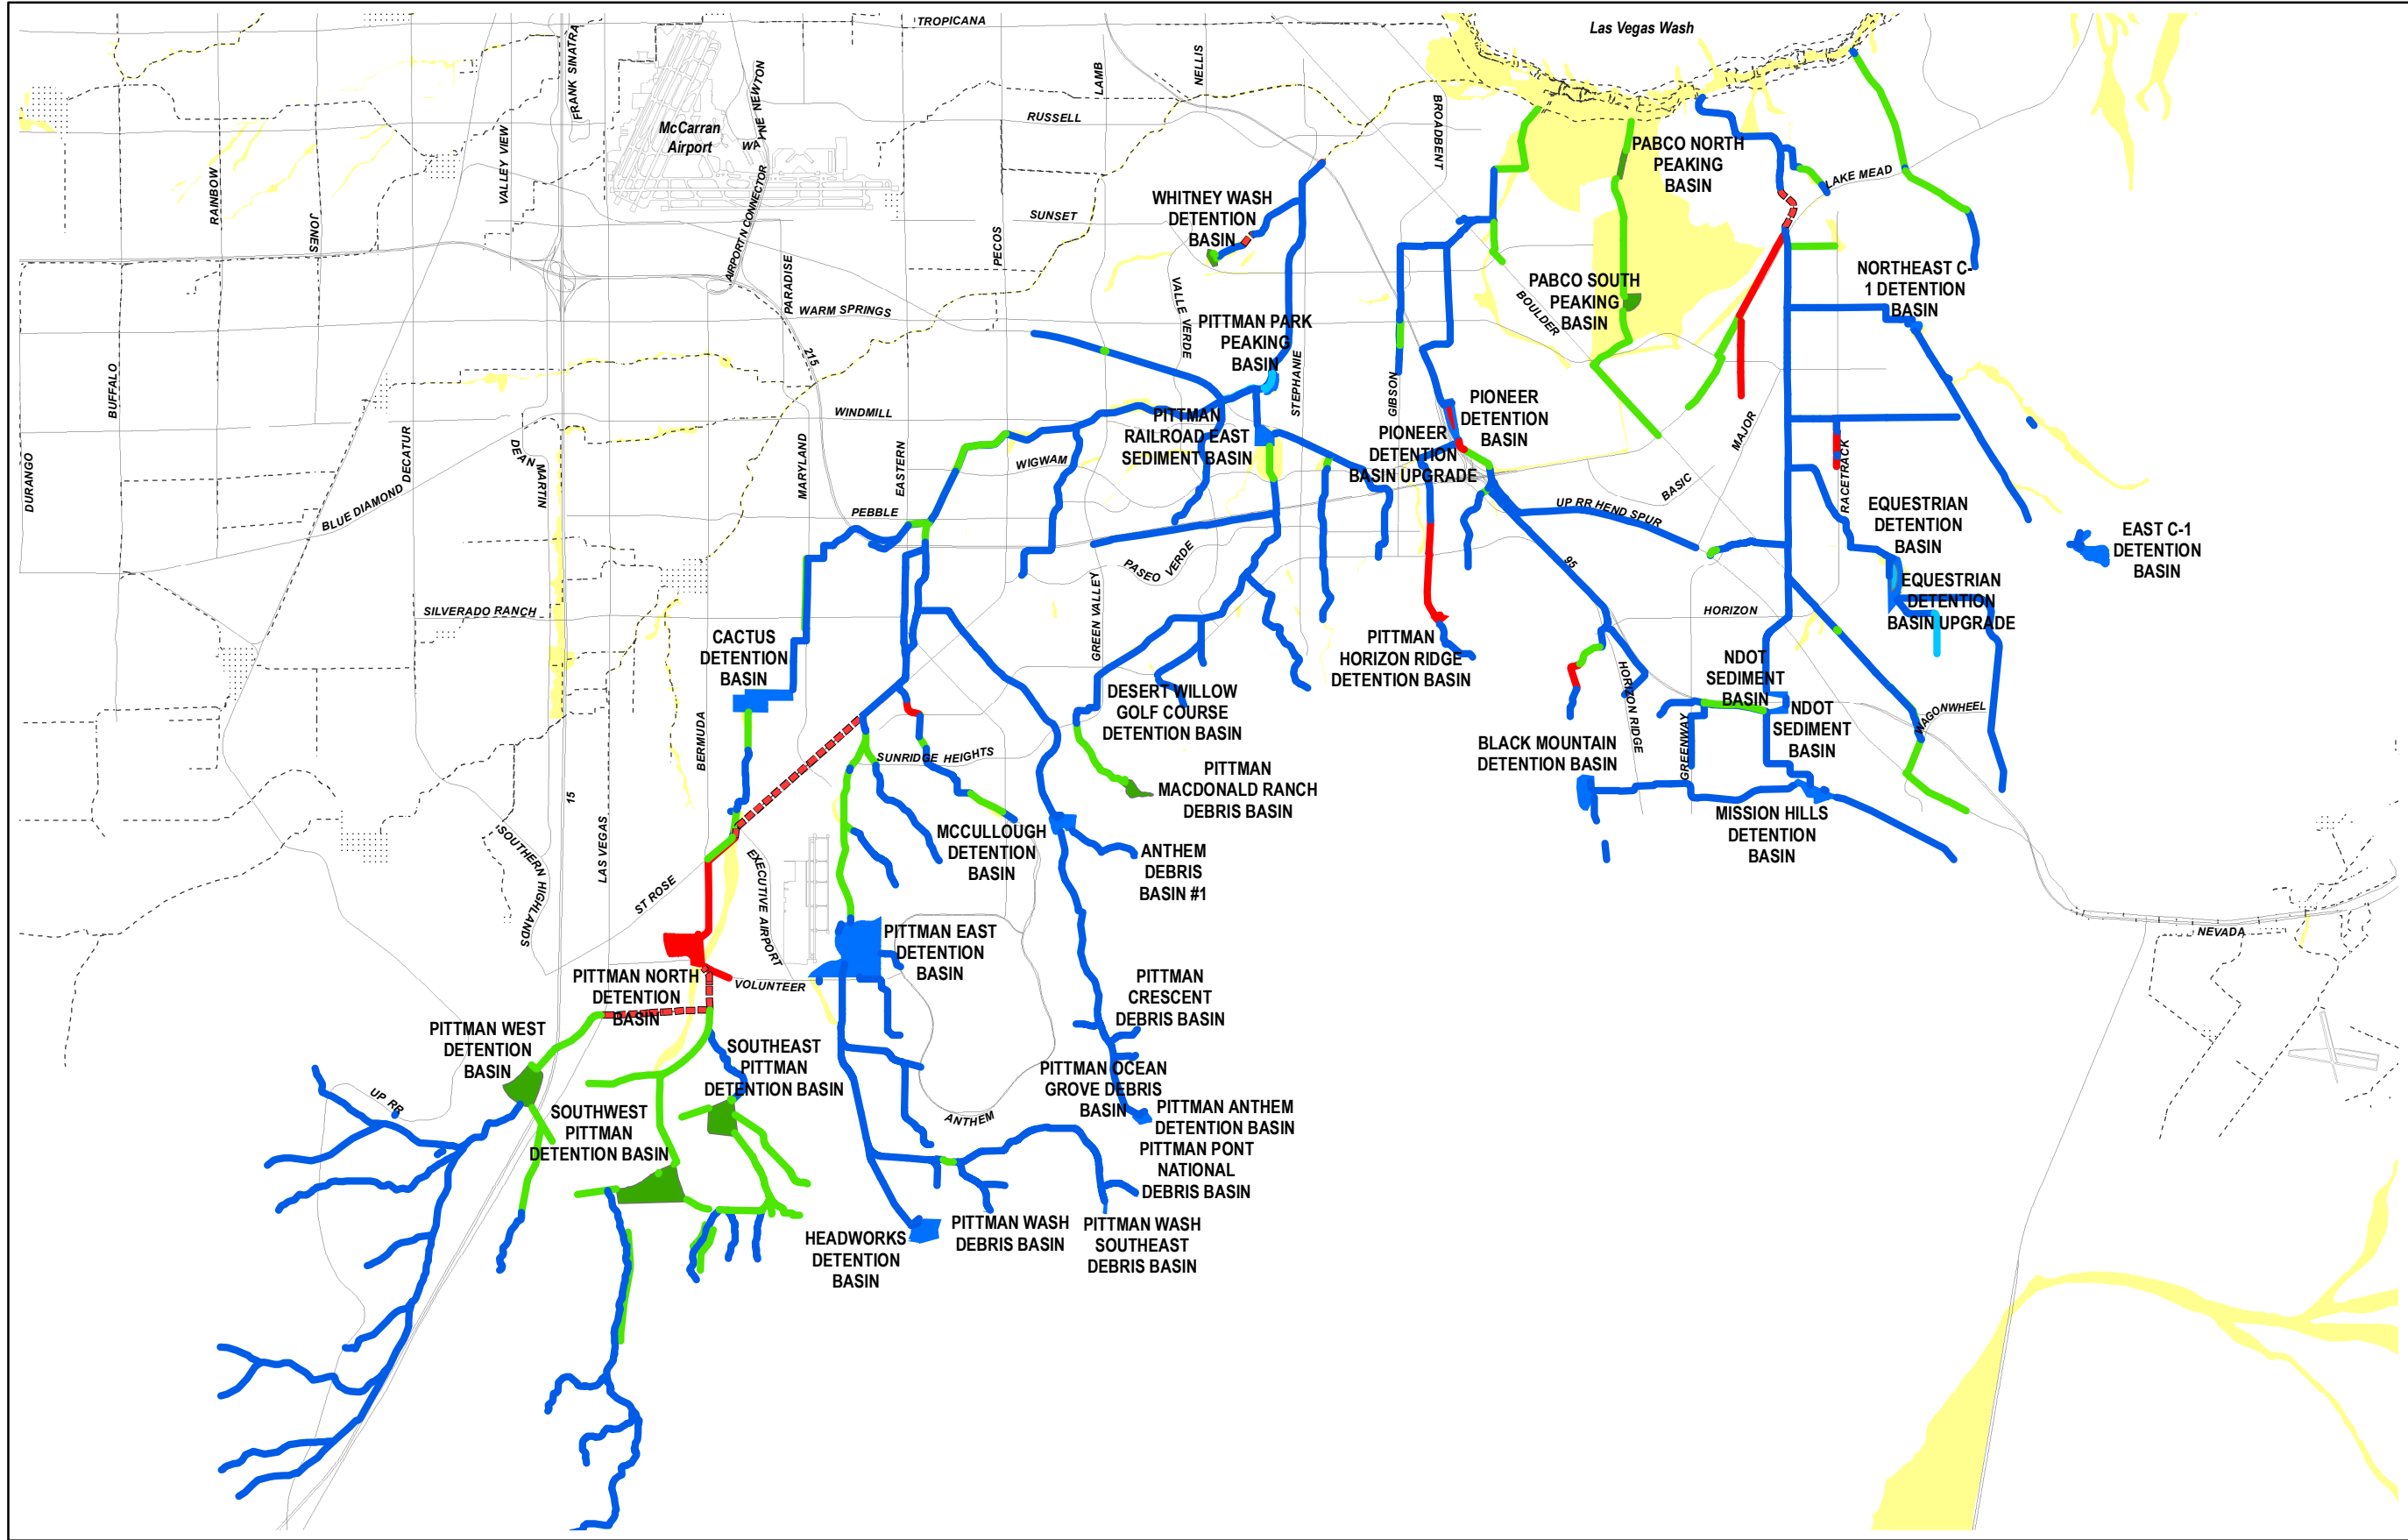 TROPICANA
Las Vegas Wash
FRANK SINATRA
McCarran
Airport
WAYNE NEWTON
LAMB
NELLIS
RUSSELL
BROADBENT
VALLEY VIEW
RAINBOW
JONES
AIRPORT CONNECTOR
PARADISE
PECOS
SUNSET
WHITNEY WASH
DETENTION
BASIN
PABCO NORTH
PEAKING
BASIN
LAKE MEAD
VALLE VERDE
PABCO SOUTH
PEAKING
BASIN
BOULDER
NORTHEAST C-
1 DETENTION
BASIN
WARM SPRINGS
215
PITTMAN PARK
PEAKING
BASIN
STEPHANIE
GIBSON
BUFFALO
DURANGO
DECATUR
DEAN MARTIN
BLUE DIAMOND
WINDMILL
MARYLAND
EASTERN
WIGWAM
PEBBLE
PITTMAN
RAILROAD EAST
SEDIMENT BASIN
PIONEER
DETENTION
BASIN
PIONEER
DETENTION
BASIN UPGRADE
MAJOR
BASIC
RACETRACK
UP RR HEND SPUR
EQUESTRIAN
DETENTION
BASIN
EAST C-1
DETENTION
BASIN
EQUESTRIAN
DETENTION
BASIN UPGRADE
PASEO VERDE
GREEN VALLEY
95
HORIZON
SILVERADO RANCH
CACTUS
DETENTION
BASIN
PITTMAN
HORIZON RIDGE
DETENTION BASIN
HORIZON RIDGE
NDOT
SEDIMENT
BASIN
NDOT
SEDIMENT
BASIN
WAGONWHEEL
GREENWAY
DESERT WILLOW
GOLF COURSE
DETENTION BASIN
BERMUDA
SUNRIDGE HEIGHTS
PITTMAN
MACDONALD RANCH
DEBRIS BASIN
BLACK MOUNTAIN
DETENTION BASIN
MISSION HILLS
DETENTION
BASIN
15
LAS VEGAS
SOUTHERN HIGHLANDS
ST ROSE
EXECUTIVE AIRPORT
MCCULLOUGH
DETENTION
BASIN
ANTHEM
DEBRIS
BASIN #1
NEVADA
PITTMAN EAST
DETENTION
BASIN
VOLUNTEER
PITTMAN NORTH
DETENTION
BASIN
PITTMAN
CRESCENT
DEBRIS BASIN
PITTMAN WEST
DETENTION
BASIN
SOUTHEAST
PITTMAN
DETENTION BASIN
PITTMAN OCEAN
GROVE DEBRIS
BASIN
UP RR
SOUTHWEST
PITTMAN
DETENTION BASIN
ANTHEM
PITTMAN ANTHEM
DETENTION BASIN
PITTMAN PONT
NATIONAL
DEBRIS BASIN
HEADWORKS
DETENTION
BASIN
PITTMAN WASH
DEBRIS BASIN
PITTMAN WASH
SOUTHEAST
DEBRIS BASIN